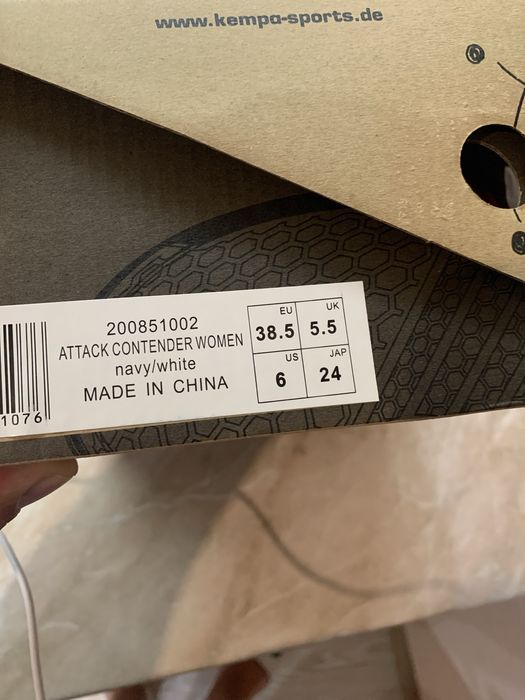 www.kempa-sports.de
200851002
ATTACK CONTENDER WOMEN
navy/white
MADE IN CHINA
1076
EU 38.5 UK 5.5
US 6 JAP 24